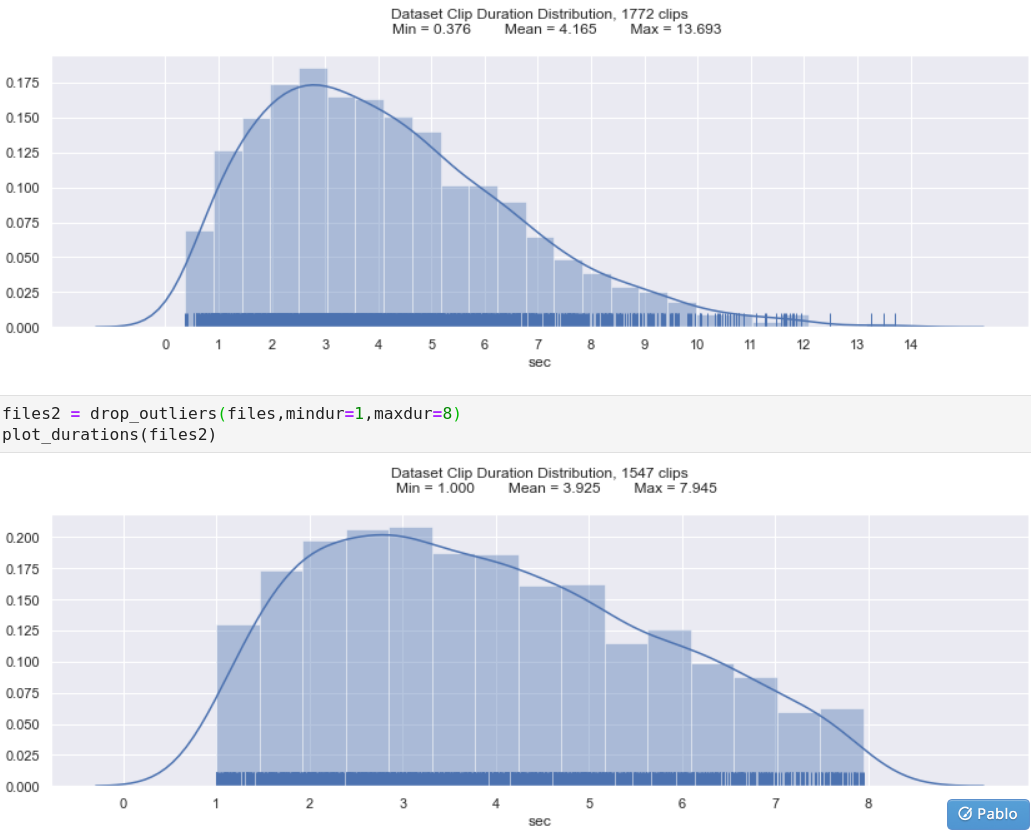 Dataset Clip Duration Distribution, 1772 clips
Min = 0.376 Mean = 4.165 Max = 13.693
0.175
0.150
0.125
0.100
0.075
0.050
0.025
0.000
0 1 2 3 4 5 6 7 8 9 10 11 12 13 14
sec
files2 = drop_outliers(files,mindur=1,maxdur=8)
plot_durations(files2)
Dataset Clip Duration Distribution, 1547 clips
Min = 1.000 Mean = 3.925 Max = 7.945
0.200
0.175
0.150
0.125
0.100
0.075
0.050
0.025
0.000
0 1 2 3 4 5 6 7 8
sec
Pablo